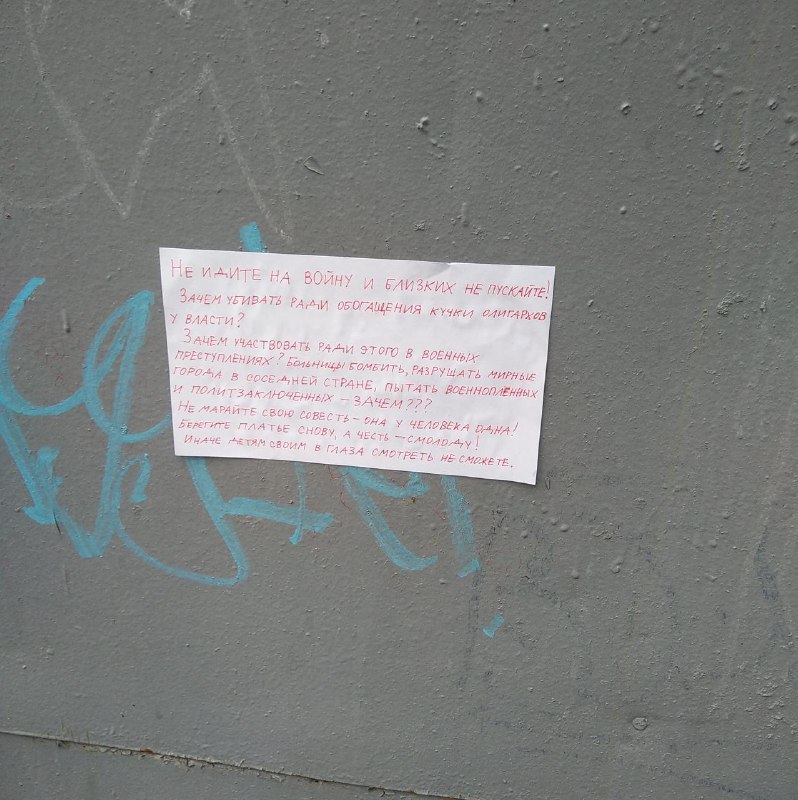 НЕ ИДИТЕ НА ВОЙНУ И БЛИЗКИХ НЕ ПУСКАЙТЕ!
ЗАЧЕМ УБИВАТЬ РАДИ ОБОГАЩЕНИЯ КУЧКИ ОЛИГАРХОВ
У ВЛАСТИ?
ЗАЧЕМ УЧАСТВОВАТЬ РАДИ ЭТОГО В ВОЕННЫХ
ПРЕСТУПЛЕНИЯХ? БОЛЬНИЦЫ БОМБИТЬ, РАЗРУЩАТЬ МИРНЫЕ
ГОРОДА В СОСЕДНЕЙ СТРАНЕ, ПЫТАТЬ ВОЕННОПЛЕННЫХ
И ПОЛИТЗАКЛЮЧЕННЫХ – ЗАЧЕМ???
НЕ МАРАЙТЕ СВОЮ СОВЕСТЬ – ОНА У ЧЕЛОВЕКА ОДНА!
БЕРЕГИТЕ ПЛАТЬЕ СНОВУ, А ЧЕСТЬ – СМОЛОДУ!
ИНАЧЕ ДЕТЯМ СВОИМ В ГЛАЗА СМОТРЕТЬ НЕ СМОЖЕТЕ.